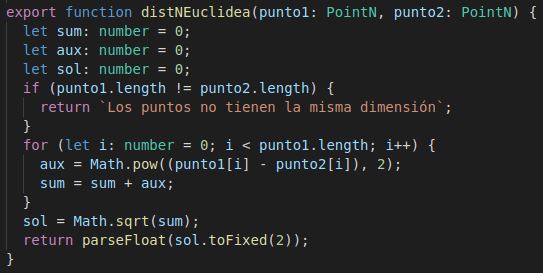 export function distNEuclidea(punto1: PointN, punto2: PointN) {
let sum: number = 0;
let aux: number = 0;
let sol: number = 0;
if (punto1.length != punto2.length) {
return `Los puntos no tienen la misma dimensión`;
}
for (let i: number = 0; i < punto1.length; i++) {
aux = Math.pow((punto1[i] - punto2[i]), 2);
sum = sum + aux;
}
sol = Math.sqrt(sum);
return parseFloat(sol.toFixed(2));
}